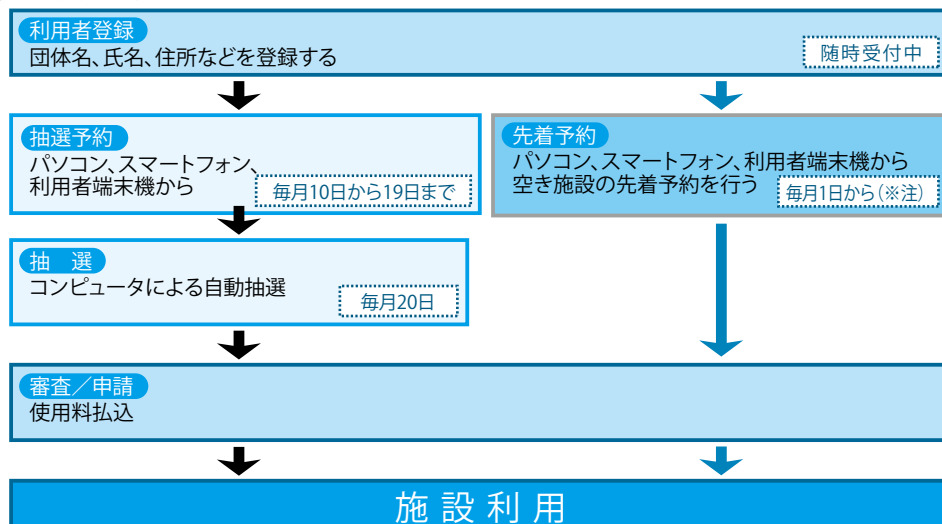 利用者登録
団体名、氏名、住所などを登録する
随時受付中
抽選予約
パソコン、スマートフォン、
利用者端末機から
毎月10日から19日まで
先着予約
パソコン、スマートフォン、利用者端末機から
空き施設の先着予約を行う
毎月1日から(※注)
抽　選
コンピュータによる自動抽選
毎月20日
審査／申請
使用料払込
施設利用